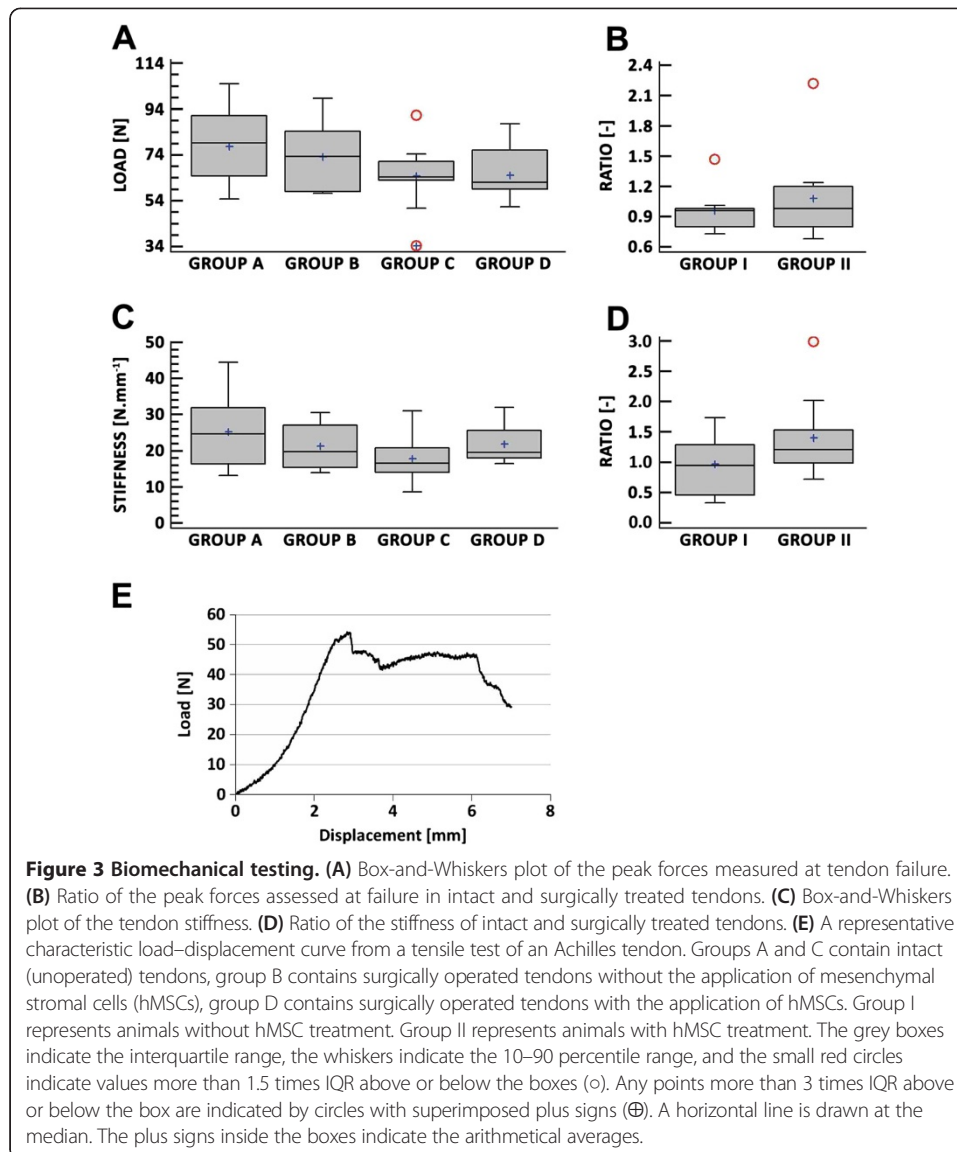 A
B
LOAD [N]
114
94
74
54
34
GROUP A GROUP B GROUP C GROUP D
RATIO [-]
2.4
2.1
1.8
1.5
1.2
0.9
0.6
GROUP I GROUP II
C
D
STIFFNESS [N.mm-1]
50
40
30
20
10
0
GROUP A GROUP B GROUP C GROUP D
RATIO [-]
3.0
2.5
2.0
1.5
1.0
0.5
0.0
GROUP I GROUP II
E
Load [N]
60
50
40
30
20
10
0
0 2 4 6 8
Displacement [mm]
Figure 3 Biomechanical testing. (A) Box-and-Whiskers plot of the peak forces measured at tendon failure.
(B) Ratio of the peak forces assessed at failure in intact and surgically treated tendons. (C) Box-and-Whiskers
plot of the tendon stiffness. (D) Ratio of the stiffness of intact and surgically treated tendons. (E) A representative
characteristic load–displacement curve from a tensile test of an Achilles tendon. Groups A and C contain intact
(unoperated) tendons, group B contains surgically operated tendons without the application of mesenchymal
stromal cells (hMSCs), group D contains surgically operated tendons with the application of hMSCs. Group I
represents animals without hMSC treatment. Group II represents animals with hMSC treatment. The grey boxes
indicate the interquartile range, the whiskers indicate the 10–90 percentile range, and the small red circles
indicate values more than 1.5 times IQR above or below the boxes (○). Any points more than 3 times IQR above
or below the box are indicated by circles with superimposed plus signs (⊕). A horizontal line is drawn at the
median. The plus signs inside the boxes indicate the arithmetical averages.